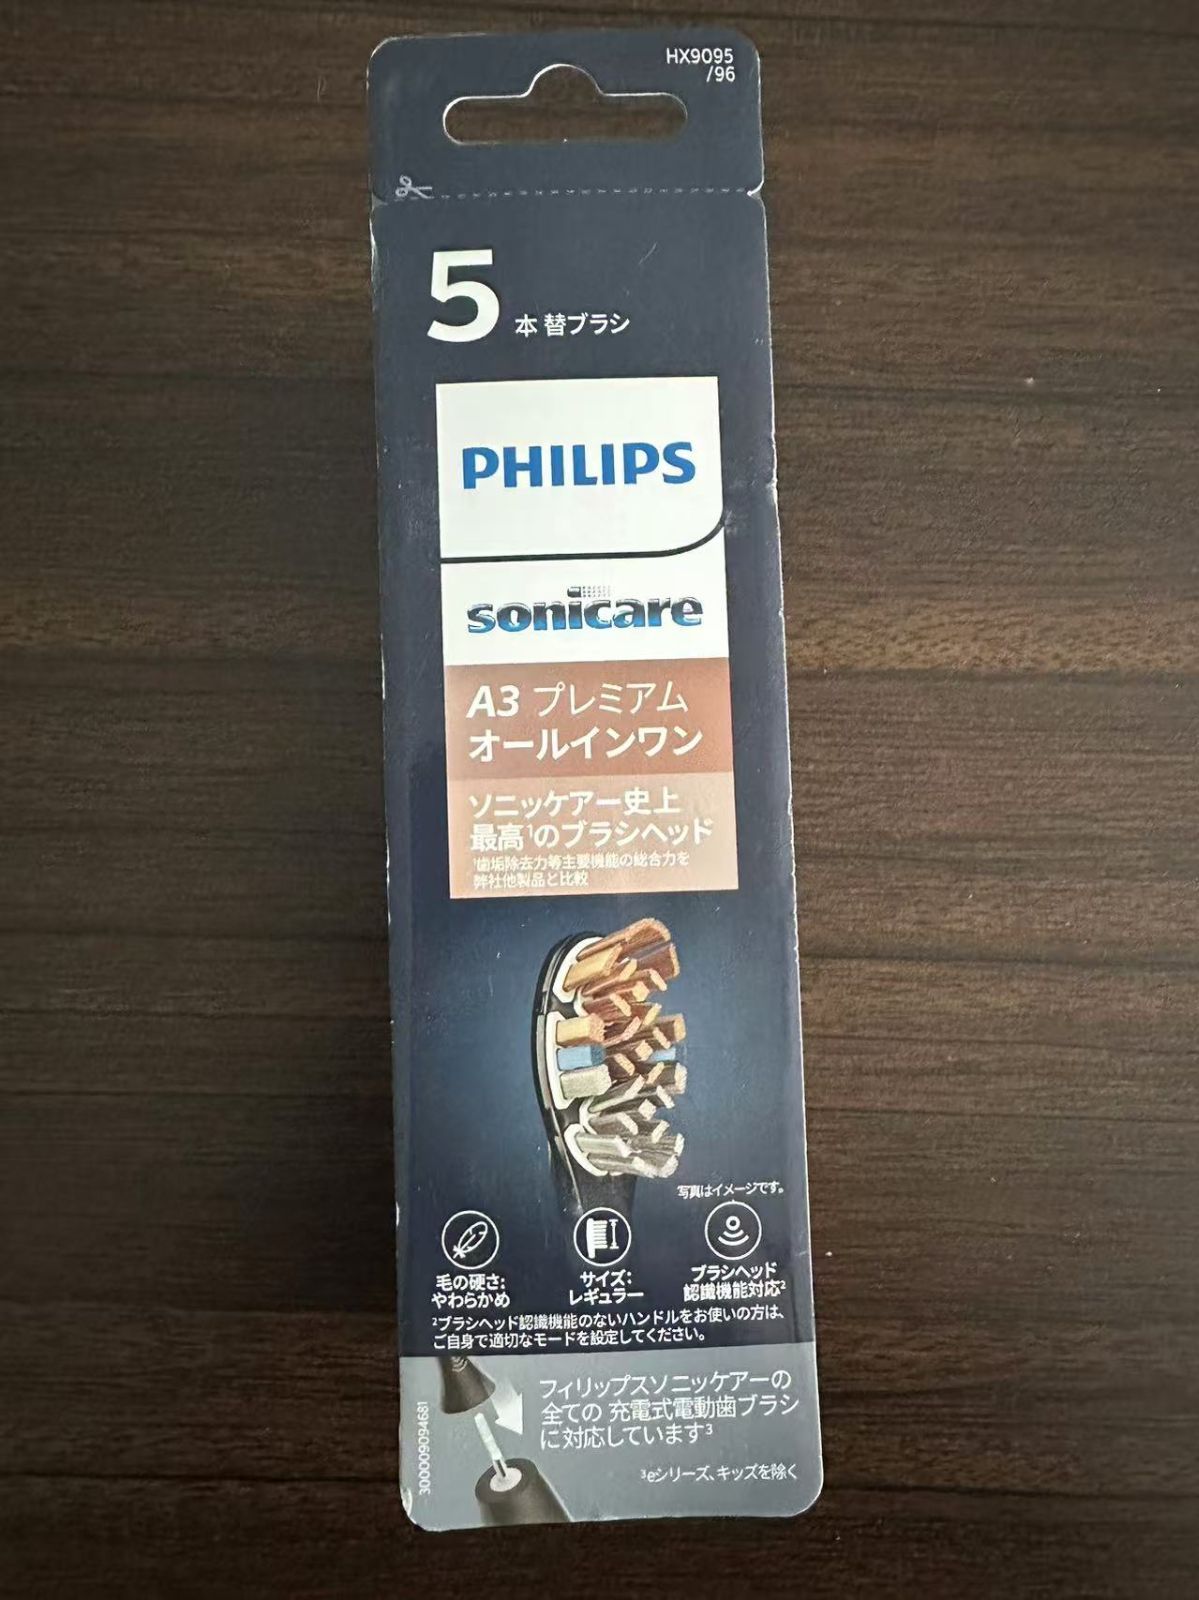 HX9095
/96
5 本 替ブラシ
PHILIPS
sonicare
A3 プレミアム
オールインワン
ソニッケアー史上
最高¹のブラシヘッド
¹歯垢除去力等主要機能の総合力を
弊社他製品と比較
写真はイメージです。
毛の硬さ:
やわらかめ
サイズ:
レギュラー
ブラシヘッド
認識機能対応²
²ブラシヘッド認識機能のないハンドルをお使いの方は、
ご自身で適切なモードを設定してください。
フィリップスソニッケアーの
全ての 充電式電動歯ブラシ
に対応しています³
³eシリーズ、キッズを除く
300009094681